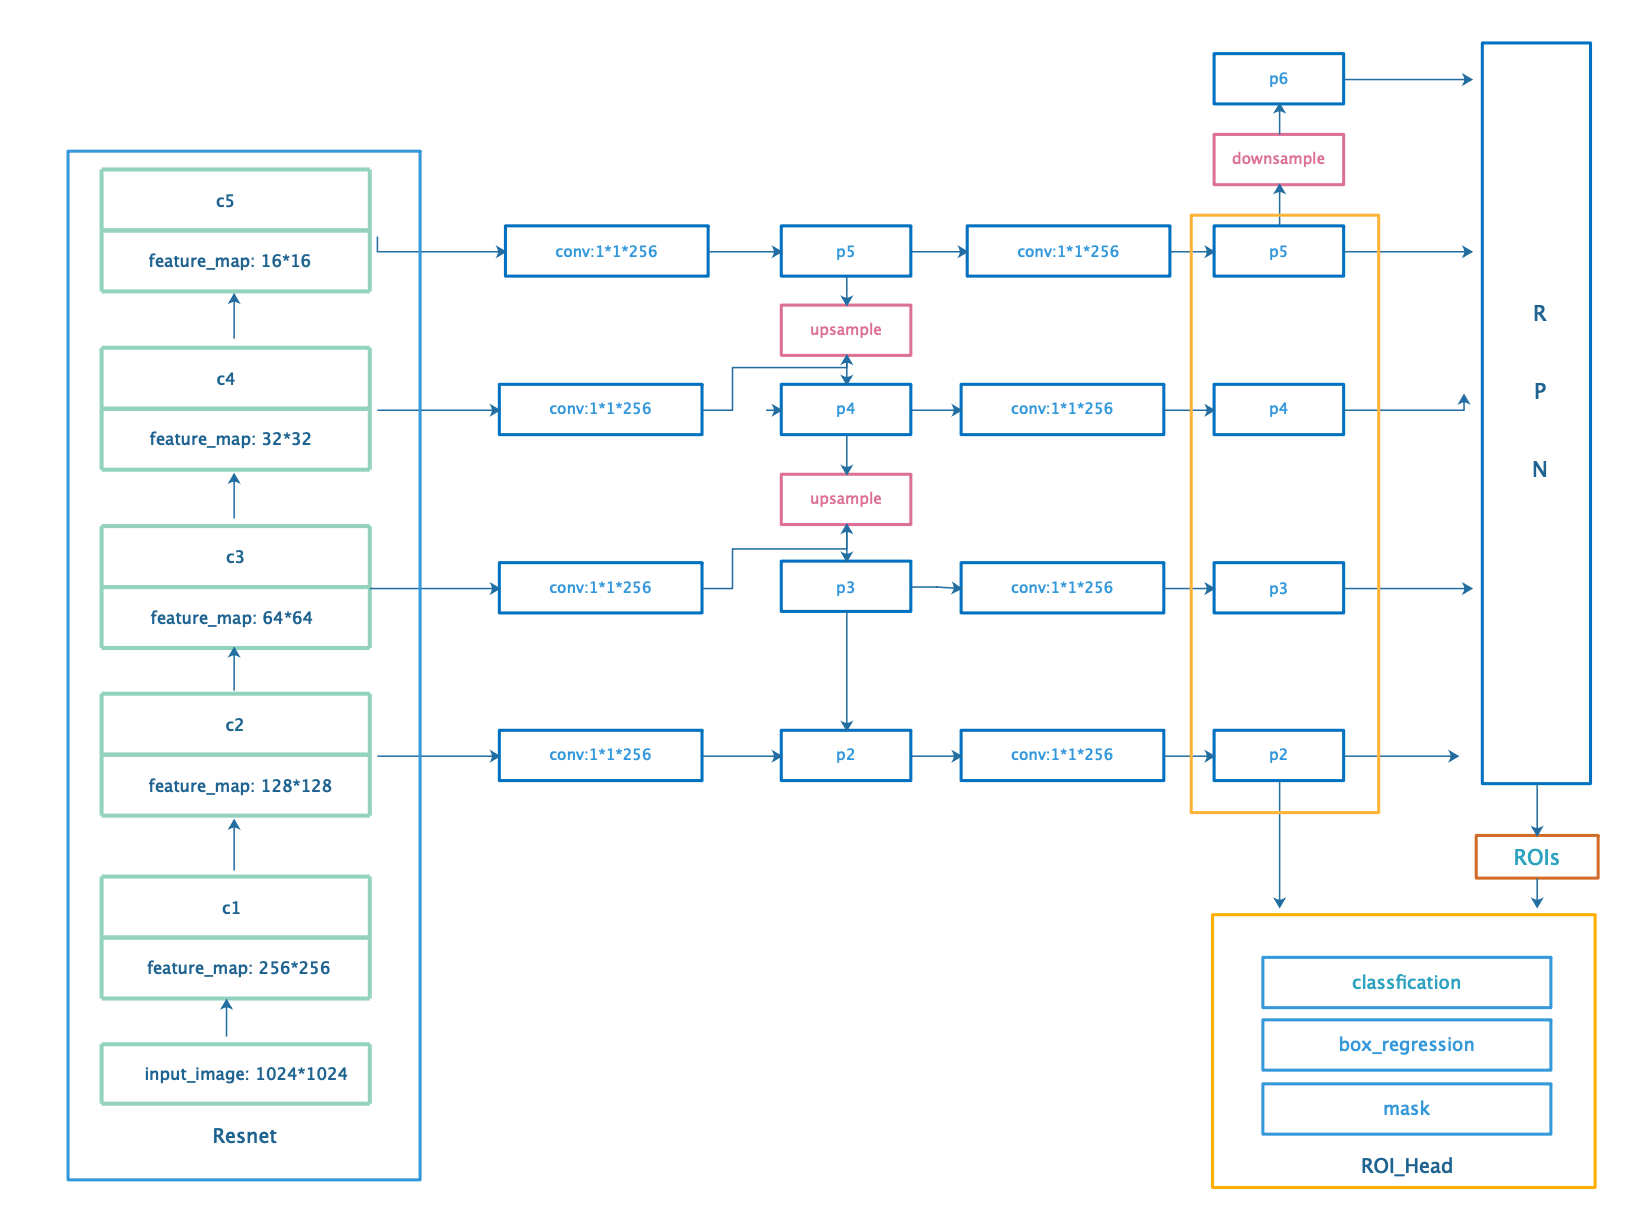 p6
downsample
c5
feature_map: 16*16
conv:1*1*256
p5
conv:1*1*256
p5
upsample
c4
feature_map: 32*32
conv:1*1*256
p4
conv:1*1*256
p4
upsample
c3
feature_map: 64*64
conv:1*1*256
p3
conv:1*1*256
p3
c2
feature_map: 128*128
conv:1*1*256
p2
conv:1*1*256
p2
R
P
N
c1
feature_map: 256*256
input_image: 1024*1024
Resnet
ROIs
classfication
box_regression
mask
ROI_Head